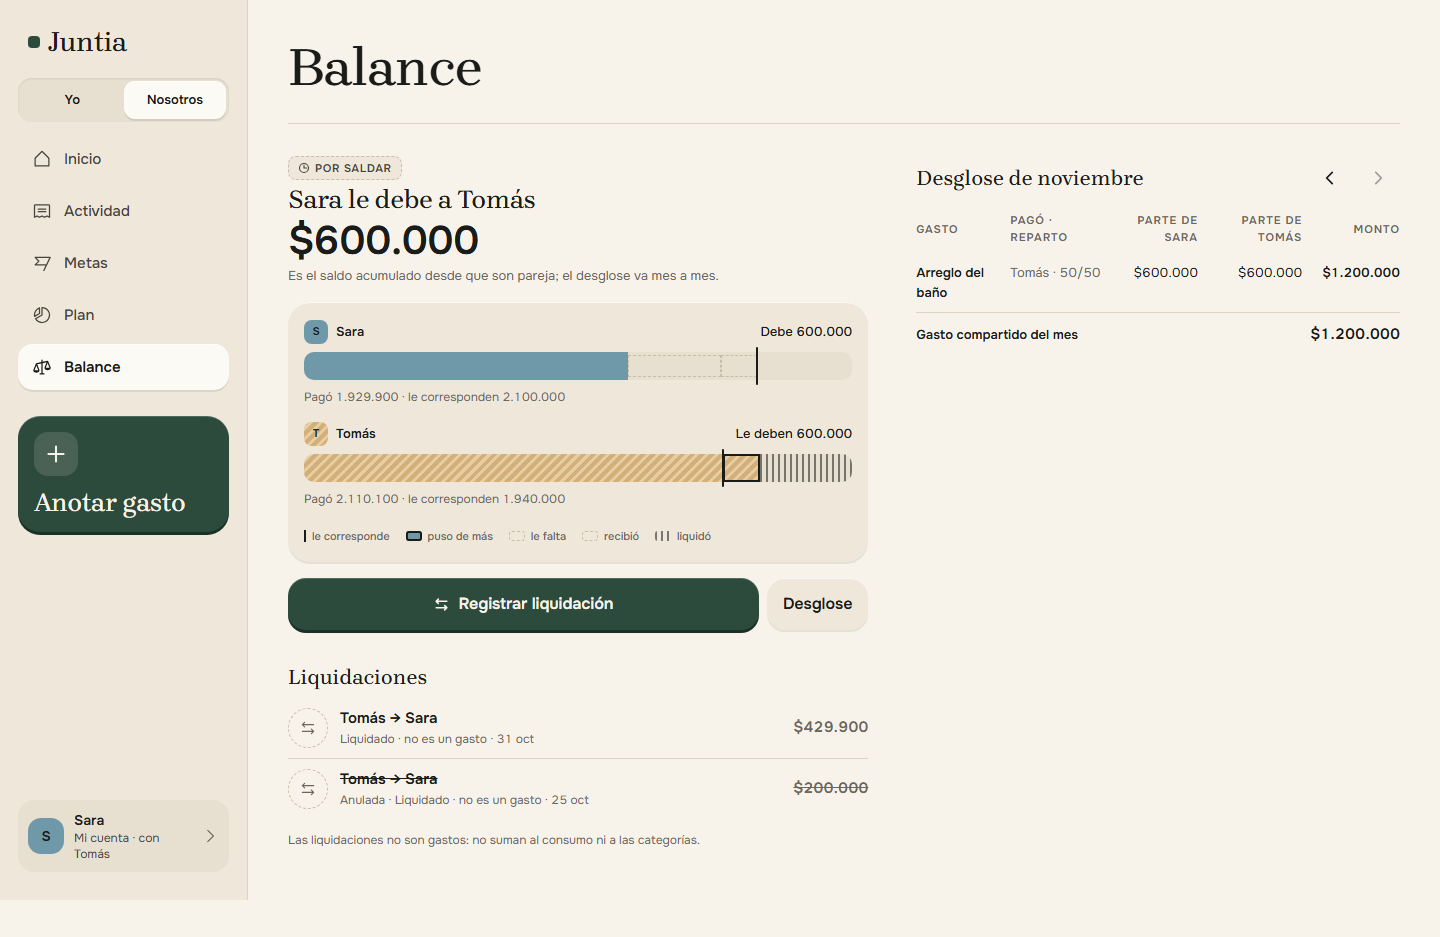 Juntia
Yo
Nosotros
Inicio
Actividad
Metas
Plan
Balance
Anotar gasto
S
Sara
Mi cuenta · con
Tomás
Balance
POR SALDAR
Sara le debe a Tomás
$600.000
Es el saldo acumulado desde que son pareja; el desglose va mes a mes.
S
Sara
Debe 600.000
Pagó 1.929.900 · le corresponden 2.100.000
T
Tomás
Le deben 600.000
Pagó 2.110.100 · le corresponden 1.940.000
le corresponde
puso de más
le falta
recibió
liquidó
Registrar liquidación
Desglose
Liquidaciones
Tomás → Sara
Liquidado · no es un gasto · 31 oct
$429.900
Tomás → Sara
Anulada · Liquidado · no es un gasto · 25 oct
$200.000
Las liquidaciones no son gastos: no suman al consumo ni a las categorías.
Desglose de noviembre
GASTO
PAGÓ ·
REPARTO
PARTE DE
SARA
PARTE DE
TOMÁS
MONTO
Arreglo del
baño
Tomás · 50/50
$600.000
$600.000
$1.200.000
Gasto compartido del mes
$1.200.000